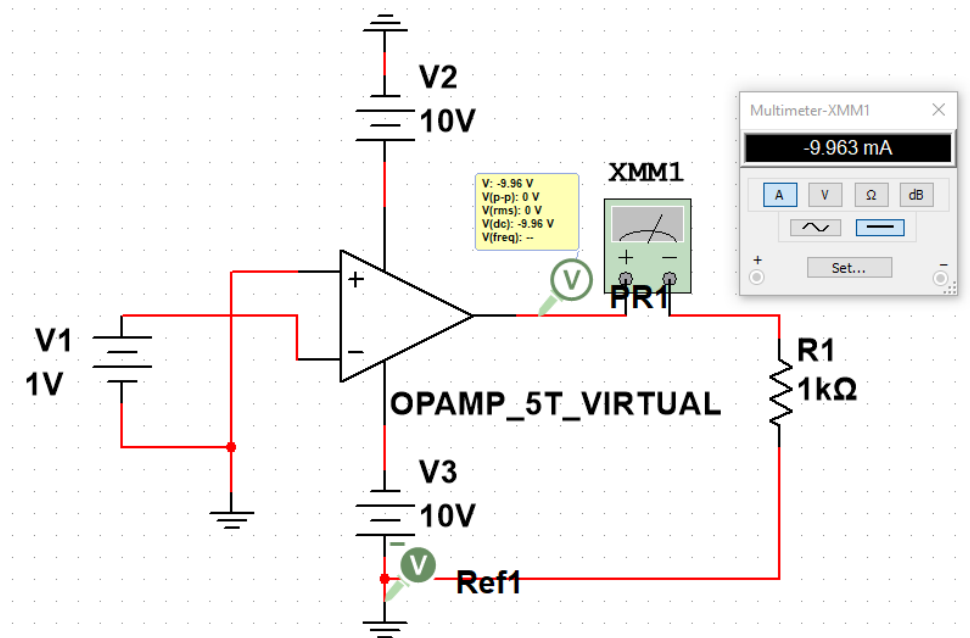 V2
10V
Multimeter-XMM1
-9.963 mA
A V Ω dB
+ Set... -
XMM1
+ -
V: -9.96 V
V(p-p): 0 V
V(rms): 0 V
V(dc): -9.96 V
V(freq): --
V
PR1
+
-
V1
1V
R1
1kΩ
OPAMP_5T_VIRTUAL
V3
10V
V
Ref1